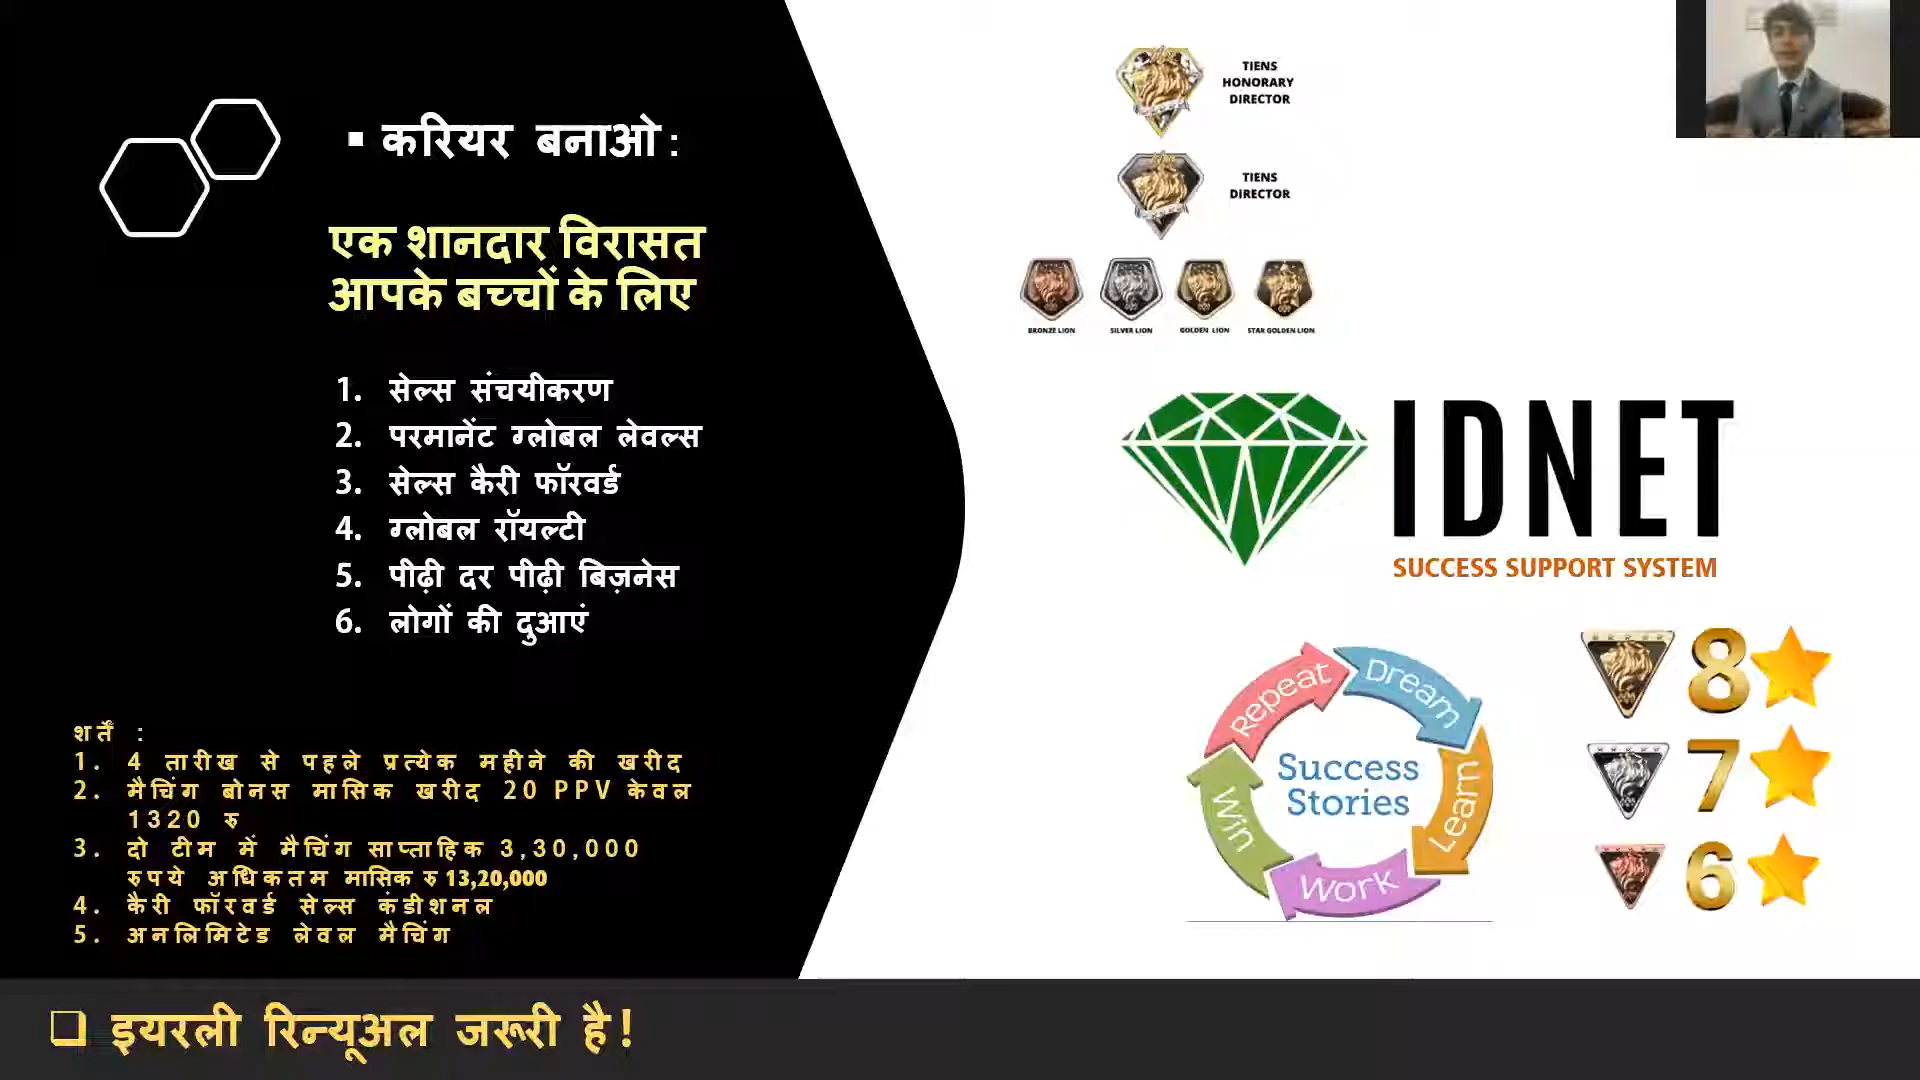 करियर बनाओ:
एक शानदार विरासत
आपके बच्चों के लिए
1. सेल्स संचयीकरण
2. परमानेंट ग्लोबल लेवल्स
3. सेल्स कैरी फॉरवर्ड
4. ग्लोबल रॉयल्टी
5. पीढ़ी दर पीढ़ी बिज़नेस
6. लोगों की दुआएं
शर्तें :
1. 4 तारीख से पहले प्रत्येक महीने की खरीद
2. मैचिंग बोनस मासिक खरीद 20 PPV केवल
1320 रु
3. दो टीम में मैचिंग साप्ताहिक 3,30,000
रुपये अधिकतम मासिक रु 13,20,000
4. कैरी फॉरवर्ड सेल्स कंडीशनल
5. अनलिमिटेड लेवल मैचिंग
इयरली रिन्यूअल जरूरी है!
TIENS
HONORARY
DIRECTOR
TIENS
DIRECTOR
BRONZE LION
SILVER LION
GOLDEN LION
STAR GOLDEN LION
IDNET
SUCCESS SUPPORT SYSTEM
Repeat
Dream
Learn
Work
Win
Success
Stories
8
7
6